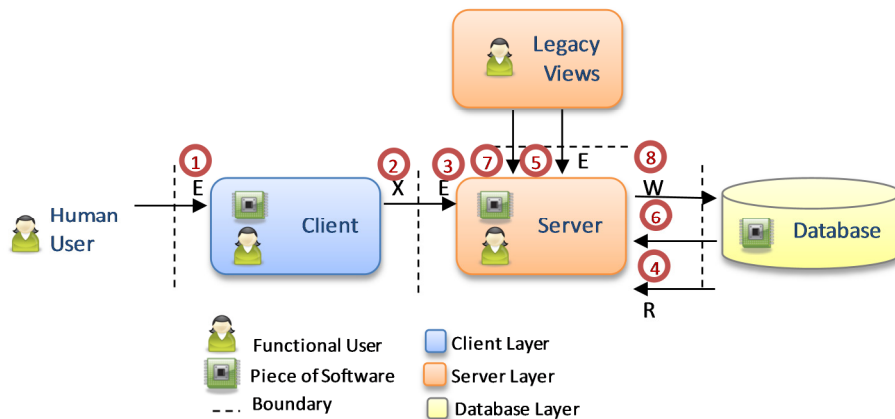 Legacy
Views
1
2
3
7
5
8
E
X
E
E
W
6
Human
User
Client
Server
Database
4
R
Functional User
Client Layer
Piece of Software
Server Layer
Boundary
Database Layer